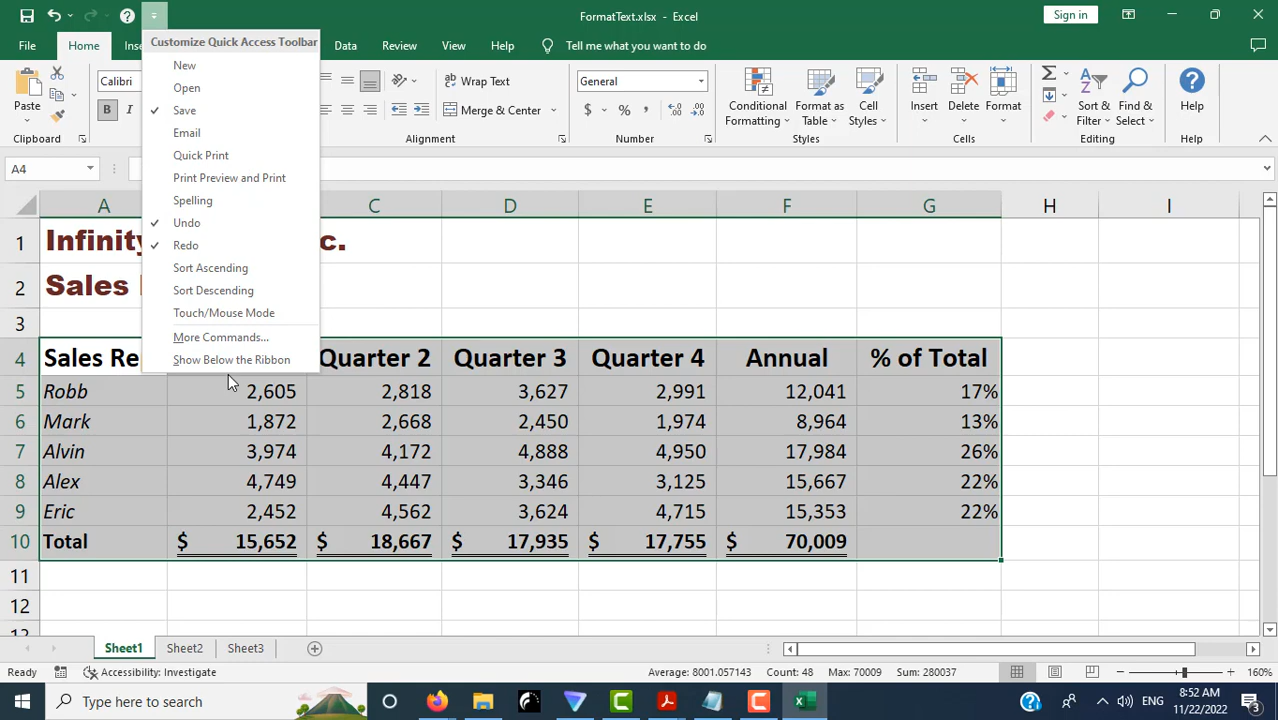 FormatText.xlsx - Excel
Sign in
File
Home
Inse
Data
Review
View
Help
Tell me what you want to do
Customize Quick Access Toolbar
New
Open
Save
Email
Quick Print
Print Preview and Print
Spelling
Undo
Redo
Sort Ascending
Sort Descending
Touch/Mouse Mode
More Commands...
Show Below the Ribbon
Paste
Clipboard
Calibri
B I
Wrap Text
Merge & Center
Alignment
General
$ % ,
Number
Conditional Formatting
Format as Table
Cell Styles
Styles
Insert
Delete
Format
Cells
Sort & Filter
Find & Select
Editing
Help
Help
A4
A C D E F G H I
1 Infinity c.
2 Sales
3
4 Sales Re Quarter 2 Quarter 3 Quarter 4 Annual % of Total
5 Robb 2,605 2,818 3,627 2,991 12,041 17%
6 Mark 1,872 2,668 2,450 1,974 8,964 13%
7 Alvin 3,974 4,172 4,888 4,950 17,984 26%
8 Alex 4,749 4,447 3,346 3,125 15,667 22%
9 Eric 2,452 4,562 3,624 4,715 15,353 22%
10 Total $ 15,652 $ 18,667 $ 17,935 $ 17,755 $ 70,009
11
12
13
Sheet1 Sheet2 Sheet3
Ready Accessibility: Investigate Average: 8001.057143 Count: 48 Max: 70009 Sum: 280037 160%
Type here to search
ENG
8:52 AM
11/22/2022
3